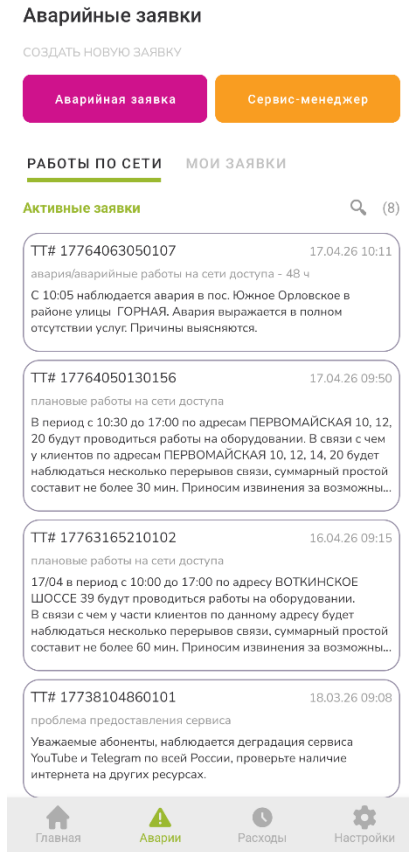 Аварийные заявки
СОЗДАТЬ НОВУЮ ЗАЯВКУ
Аварийная заявка
Сервис-менеджер
РАБОТЫ ПО СЕТИ
МОИ ЗАЯВКИ
Активные заявки
(8)
ТТ# 17764063050107
17.04.26 10:11
авария/аварийные работы на сети доступа - 48 ч
С 10:05 наблюдается авария в пос. Южное Орловское в
районе улицы ГОРНАЯ. Авария выражается в полном
отсутствии услуг. Причины выясняются.
ТТ# 17764050130156
17.04.26 09:50
плановые работы на сети доступа
В период с 10:30 до 17:00 по адресам ПЕРВОМАЙСКАЯ 10, 12,
20 будут проводиться работы на оборудовании. В связи с чем
у клиентов по адресам ПЕРВОМАЙСКАЯ 10, 12, 14, 20 будет
наблюдаться несколько перерывов связи, суммарный простой
составит не более 30 мин. Приносим извинения за возможны...
ТТ# 17763165210102
16.04.26 09:15
плановые работы на сети доступа
17/04 в период с 10:00 до 17:00 по адресу ВОТКИНСКОЕ
ШОССЕ 39 будут проводиться работы на оборудовании.
В связи с чем у части клиентов по данному адресу будет
наблюдаться несколько перерывов связи, суммарный простой
составит не более 60 мин. Приносим извинения за возможны...
ТТ# 17738104860101
18.03.26 09:08
проблема предоставления сервиса
Уважаемые абоненты, наблюдается деградация сервиса
YouTube и Telegram по всей России, проверьте наличие
интернета на других ресурсах.
Главная
Аварии
Расходы
Настройки